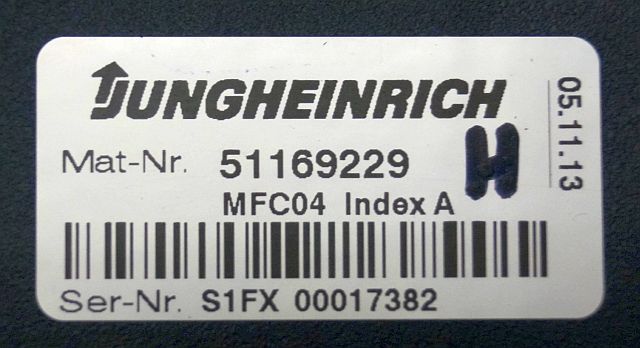 JUNGHEINRICH
Mat-Nr. 51169229
H
MFC04 Index A
Ser-Nr. S1FX 00017382
05.11.13